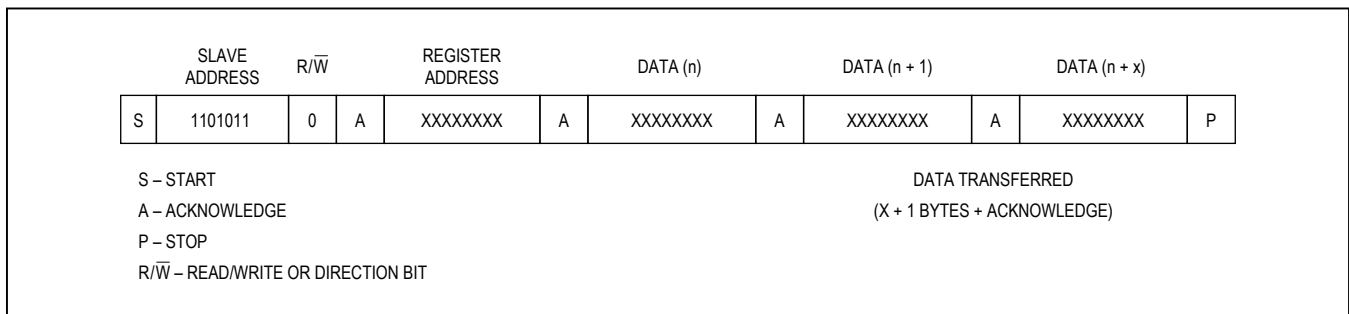 SLAVE ADDRESS R/W̅ REGISTER ADDRESS DATA (n) DATA (n + 1) DATA (n + x)
S 1101011 0 A XXXXXXXX A XXXXXXXX A XXXXXXXX A XXXXXXXX P
S – START
A – ACKNOWLEDGE
P – STOP
R/W̅ – READ/WRITE OR DIRECTION BIT
DATA TRANSFERRED
(X + 1 BYTES + ACKNOWLEDGE)